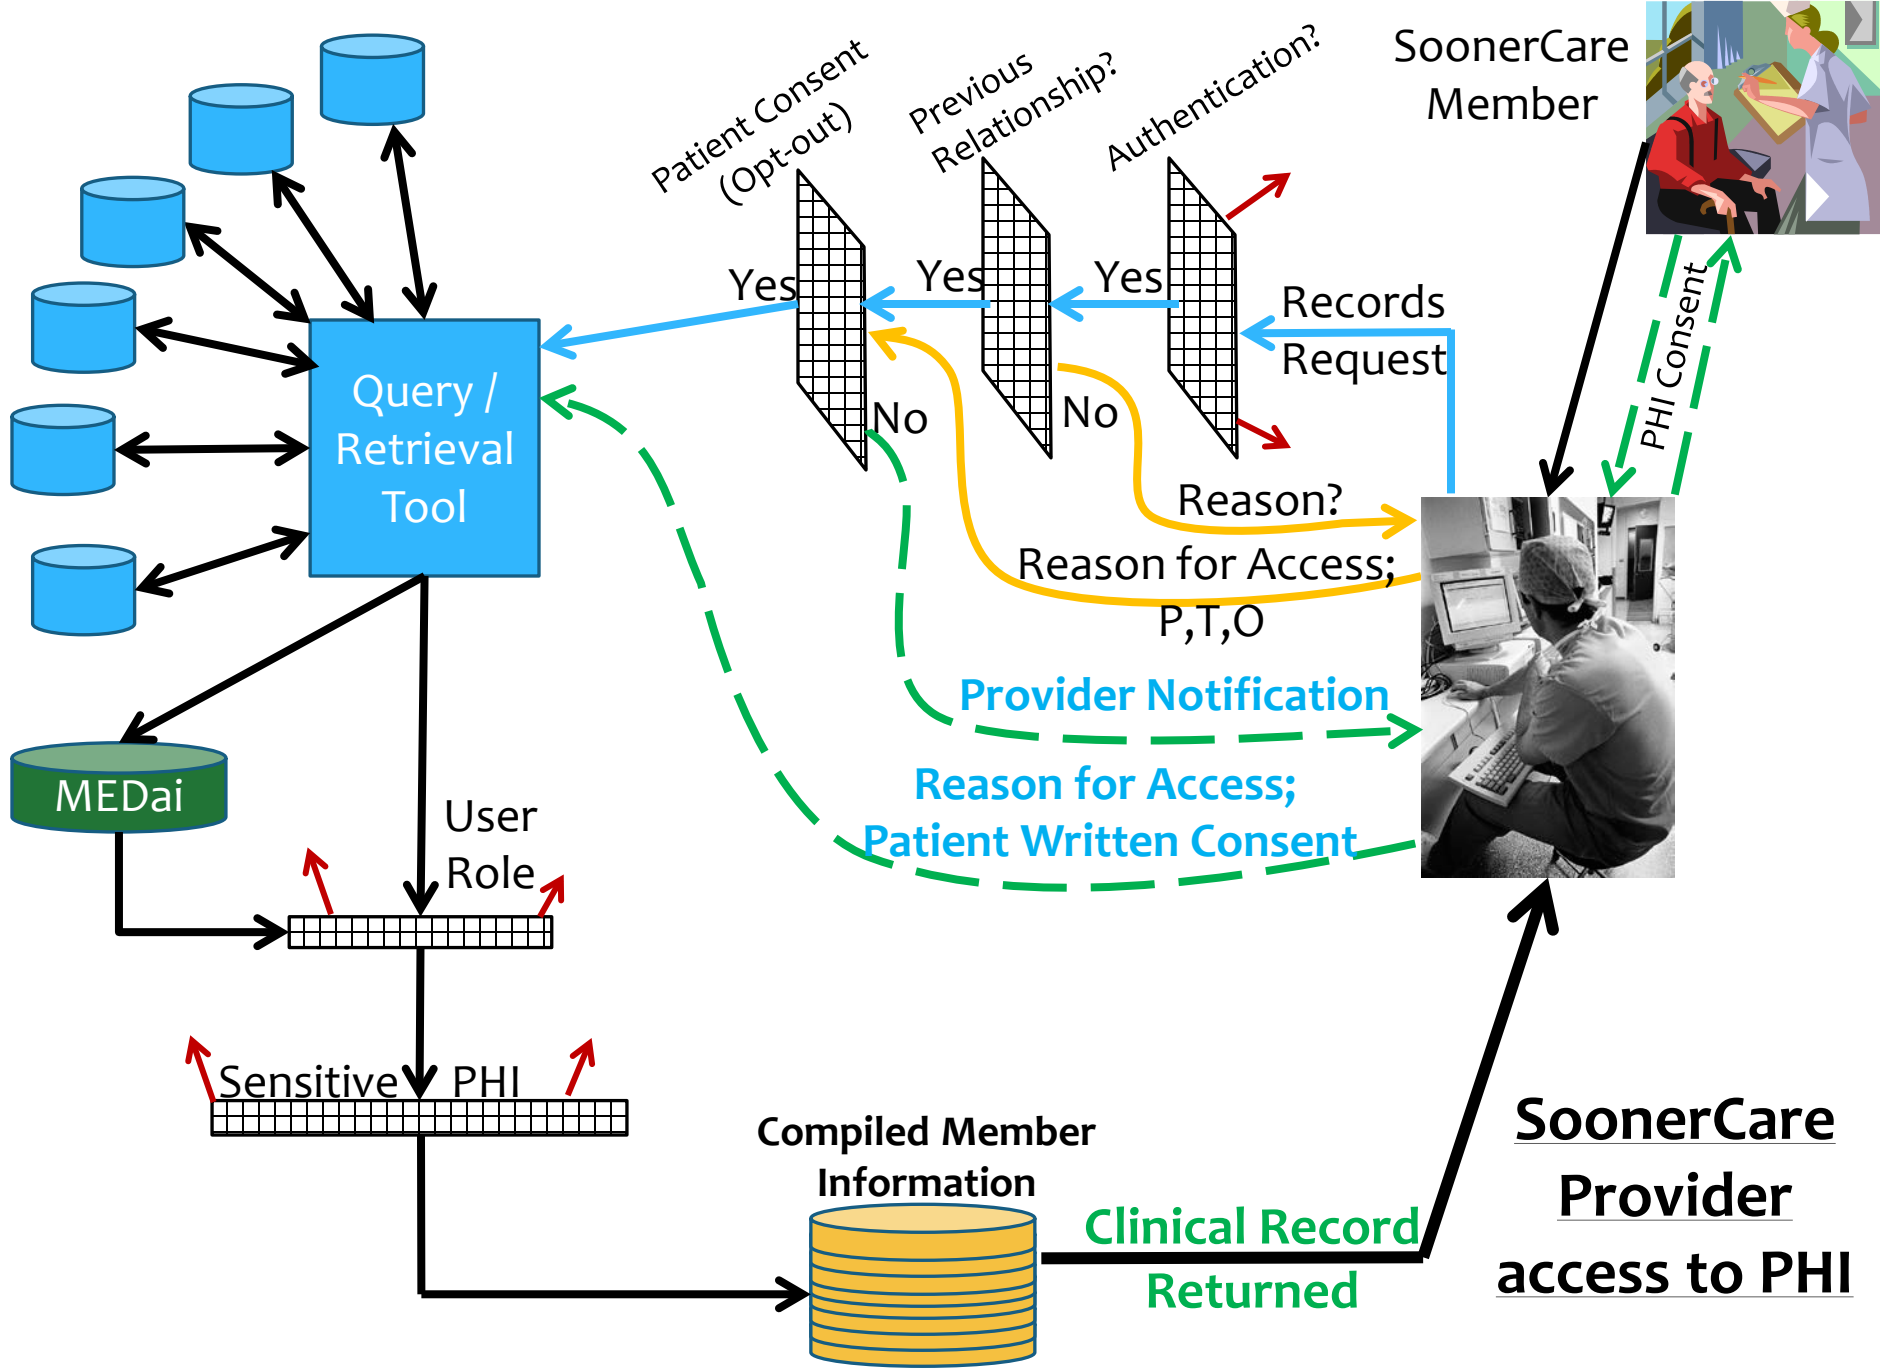 Patient Consent
(Opt-out)
Previous
Relationship?
Authentication?
SoonerCare
Member
Yes
Yes
Yes
Records
Request
PHI Consent
Query /
Retrieval
Tool
No
No
Reason?
Reason for Access;
P,T,O
Provider Notification
Reason for Access;
Patient Written Consent
MEDai
User
Role
Sensitive PHI
Compiled Member
Information
Clinical Record
Returned
SoonerCare
Provider
access to PHI